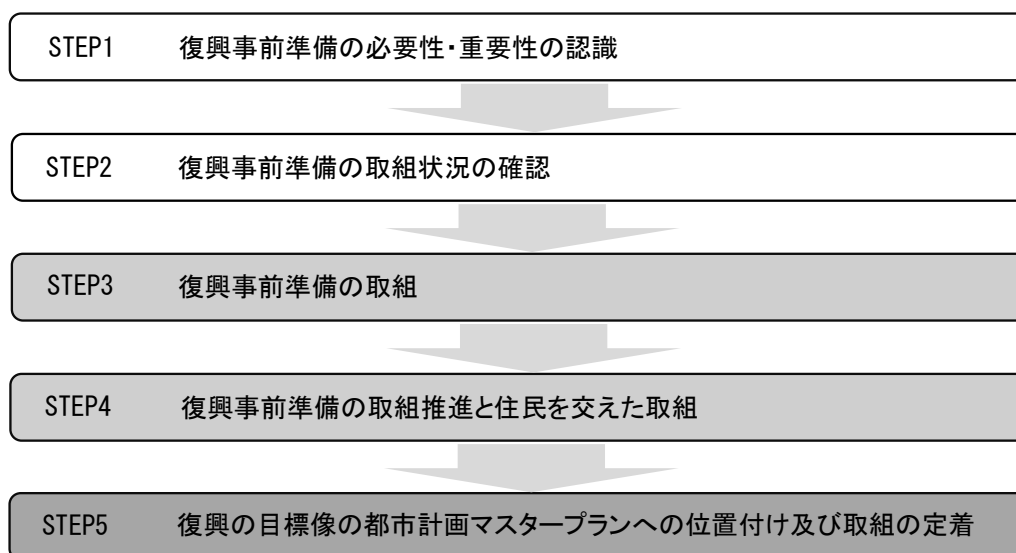 STEP1 復興事前準備の必要性・重要性の認識
STEP2 復興事前準備の取組状況の確認
STEP3 復興事前準備の取組
STEP4 復興事前準備の取組推進と住民を交えた取組
STEP5 復興の目標像の都市計画マスタープランへの位置付け及び取組の定着